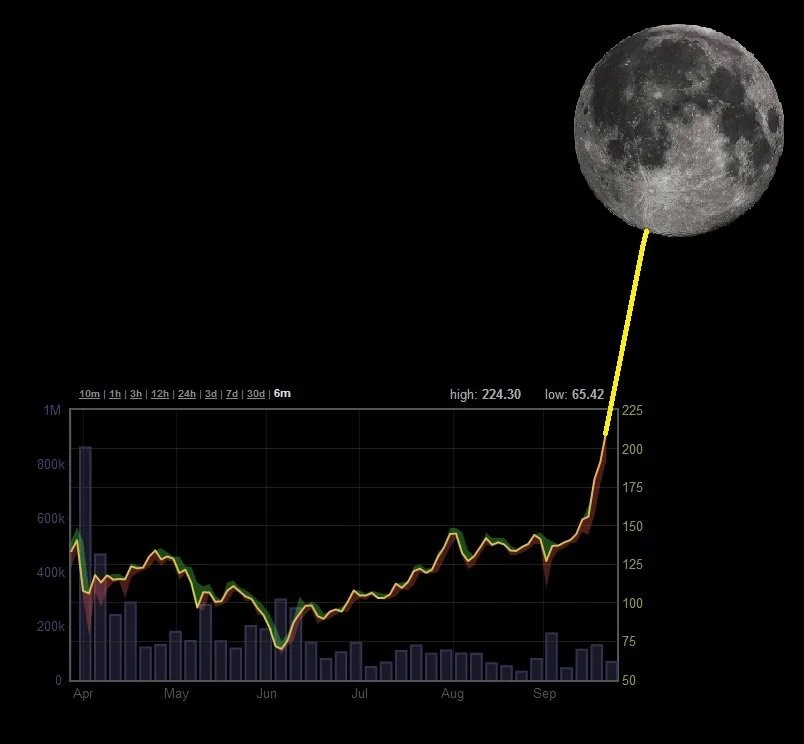 10m | 1h | 3h | 12h | 24h | 3d | 7d | 30d | 6m high: 224.30 low: 65.42
1M 225
200
800k
175
600k
150
400k 125
100
200k
75
0 50
Apr May Jun Jul Aug Sep